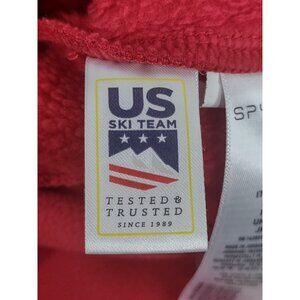 US
SKI TEAM
TESTED &
TRUSTED
SINCE 1989